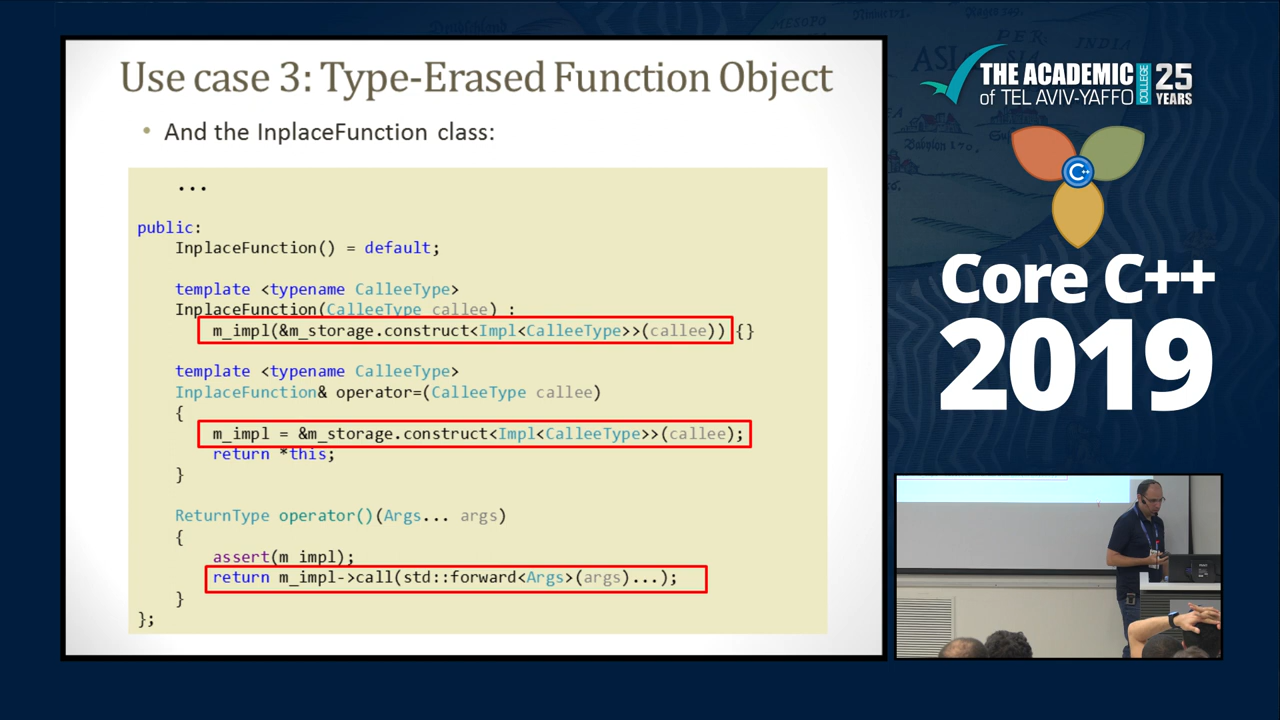 Use case 3: Type-Erased Function Object
• And the InplaceFunction class:
...
public:
InplaceFunction() = default;
template <typename CalleeType>
InplaceFunction(CalleeType callee) :
m_impl(&m_storage.construct<Impl<CalleeType>>(callee)) {}
template <typename CalleeType>
InplaceFunction& operator=(CalleeType callee)
{
m_impl = &m_storage.construct<Impl<CalleeType>>(callee);
return *this;
}
ReturnType operator()(Args... args)
{
assert(m_impl);
return m_impl->call(std::forward<Args>(args)...);
}
};
THE ACADEMIC
of TEL AVIV-YAFFO
COLLEGE
25
YEARS
C++
Core C++
2019